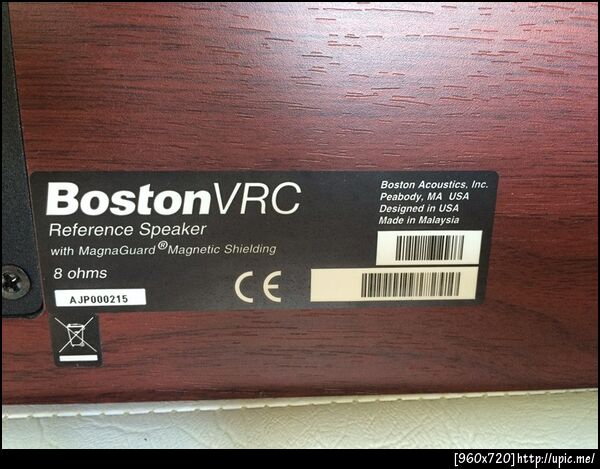 BostonVRC
Reference Speaker
with MagnaGuard® Magnetic Shielding
8 ohms
AJP000215
CE
Boston Acoustics, Inc.
Peabody, MA USA
Designed in USA
Made in Malaysia
[960x720]http://upic.me/